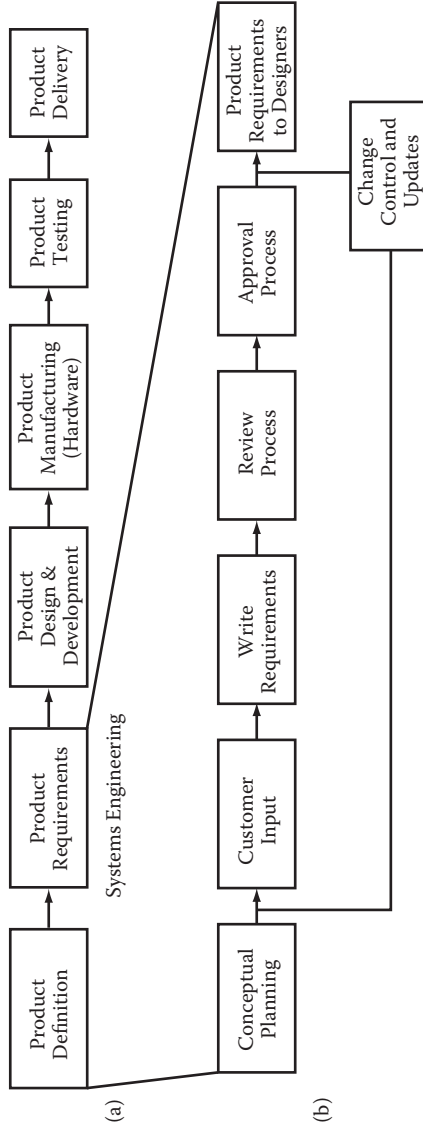 Product
Definition
Product
Requirements
Product
Design &
Development
Product
Manufacturing
(Hardware)
Product
Testing
Product
Delivery
(a)
Systems Engineering
Conceptual
Planning
Customer
Input
Write
Requirements
Review
Process
Approval
Process
Product
Requirements
to Designers
(b)
Change
Control and
Updates